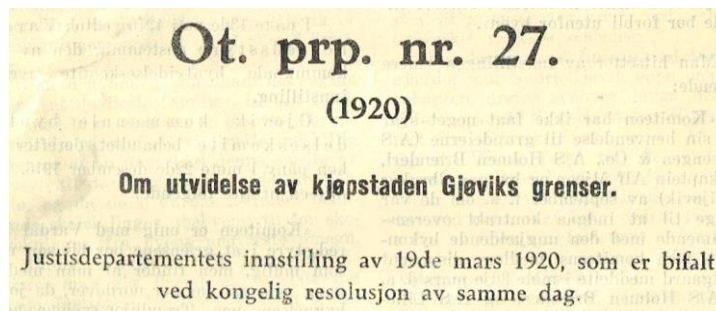 Ot. prp. nr. 27.
(1920)
Om utvidelse av kjøpstaden Gjøviks grenser.
Justisdepartementets innstilling av 19de mars 1920, som er bifalt
ved kongelig resolusjon av samme dag.